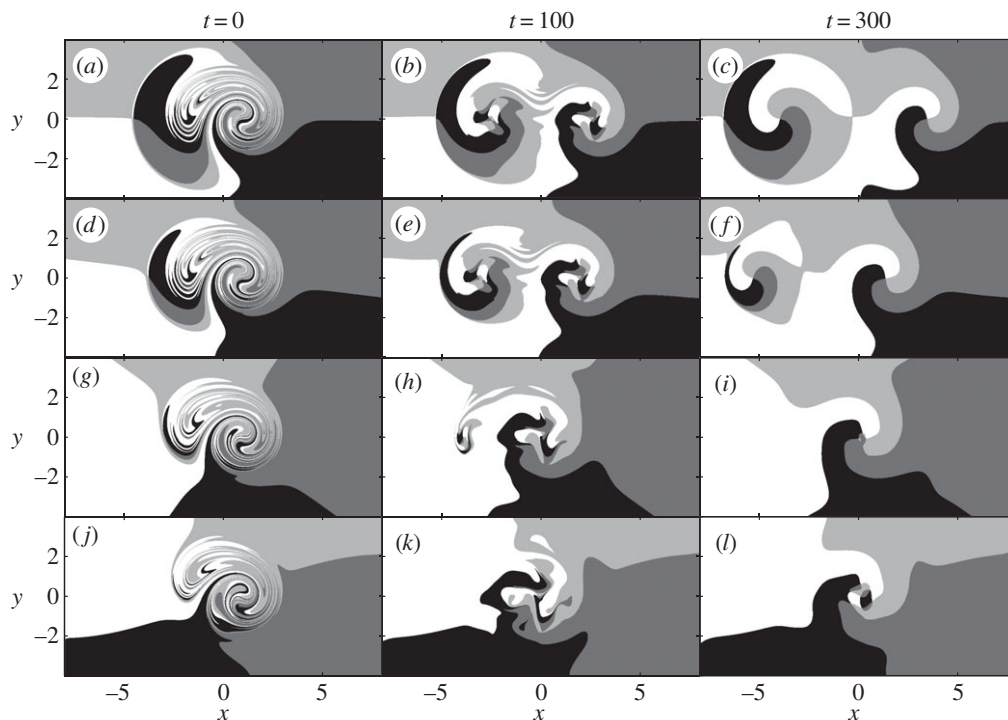 t = 0 t = 100 t = 300
(a) (b) (c)
2
y 0
−2
(d) (e) (f)
2
y 0
−2
(g) (h) (i)
2
y 0
−2
(j) (k) (l)
2
y 0
−2
−5 0 5 −5 0 5 −5 0 5
x x x